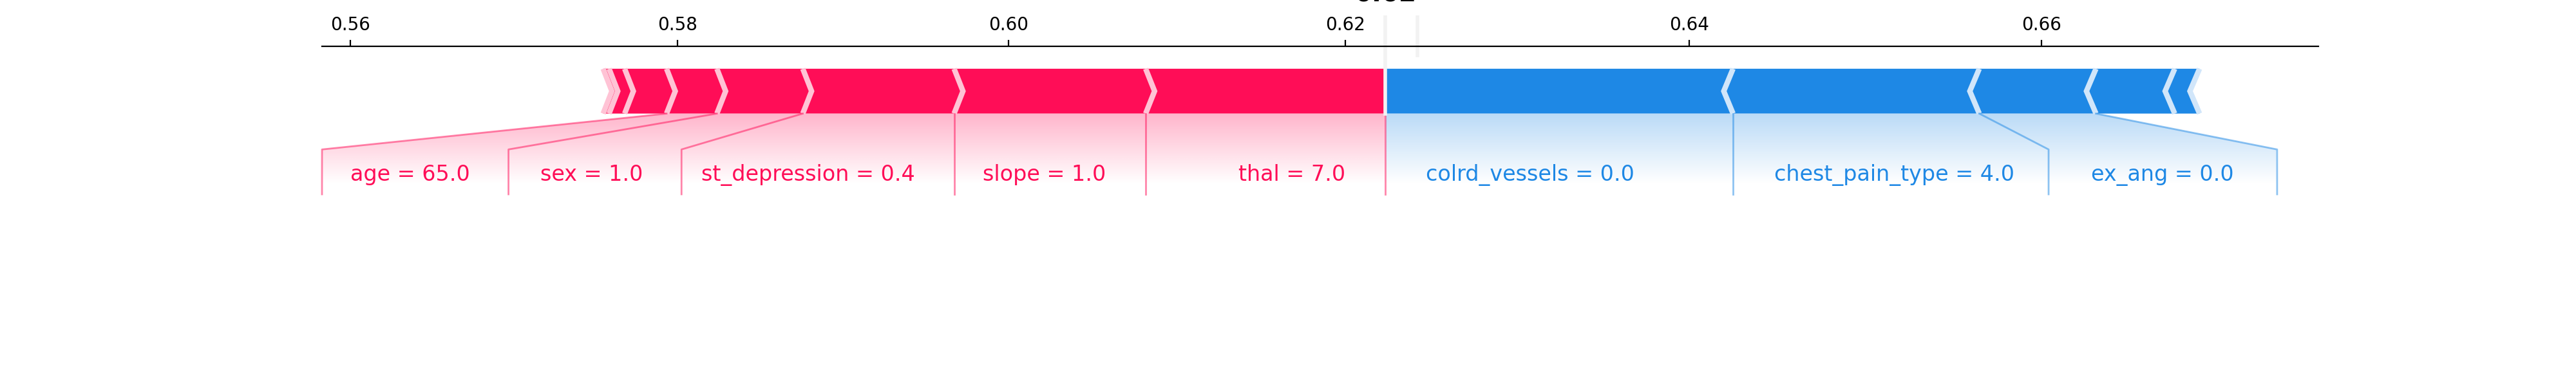 0.56 0.58 0.60 0.62 0.64 0.66
age = 65.0 sex = 1.0 st_depression = 0.4 slope = 1.0 thal = 7.0 colrd_vessels = 0.0 chest_pain_type = 4.0 ex_ang = 0.0